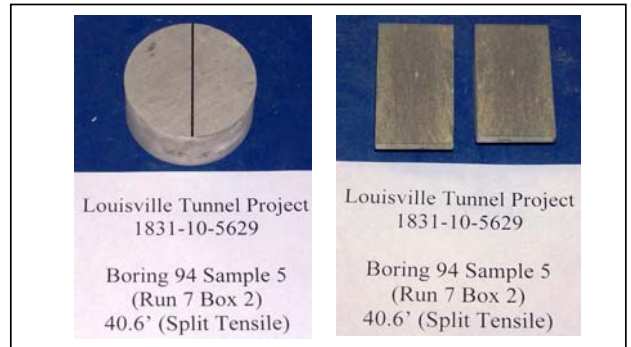 Louisville Tunnel Project
1831-10-5629
Boring 94 Sample 5
(Run 7 Box 2)
40.6' (Split Tensile)
Louisville Tunnel Project
1831-10-5629
Boring 94 Sample 5
(Run 7 Box 2)
40.6' (Split Tensile)